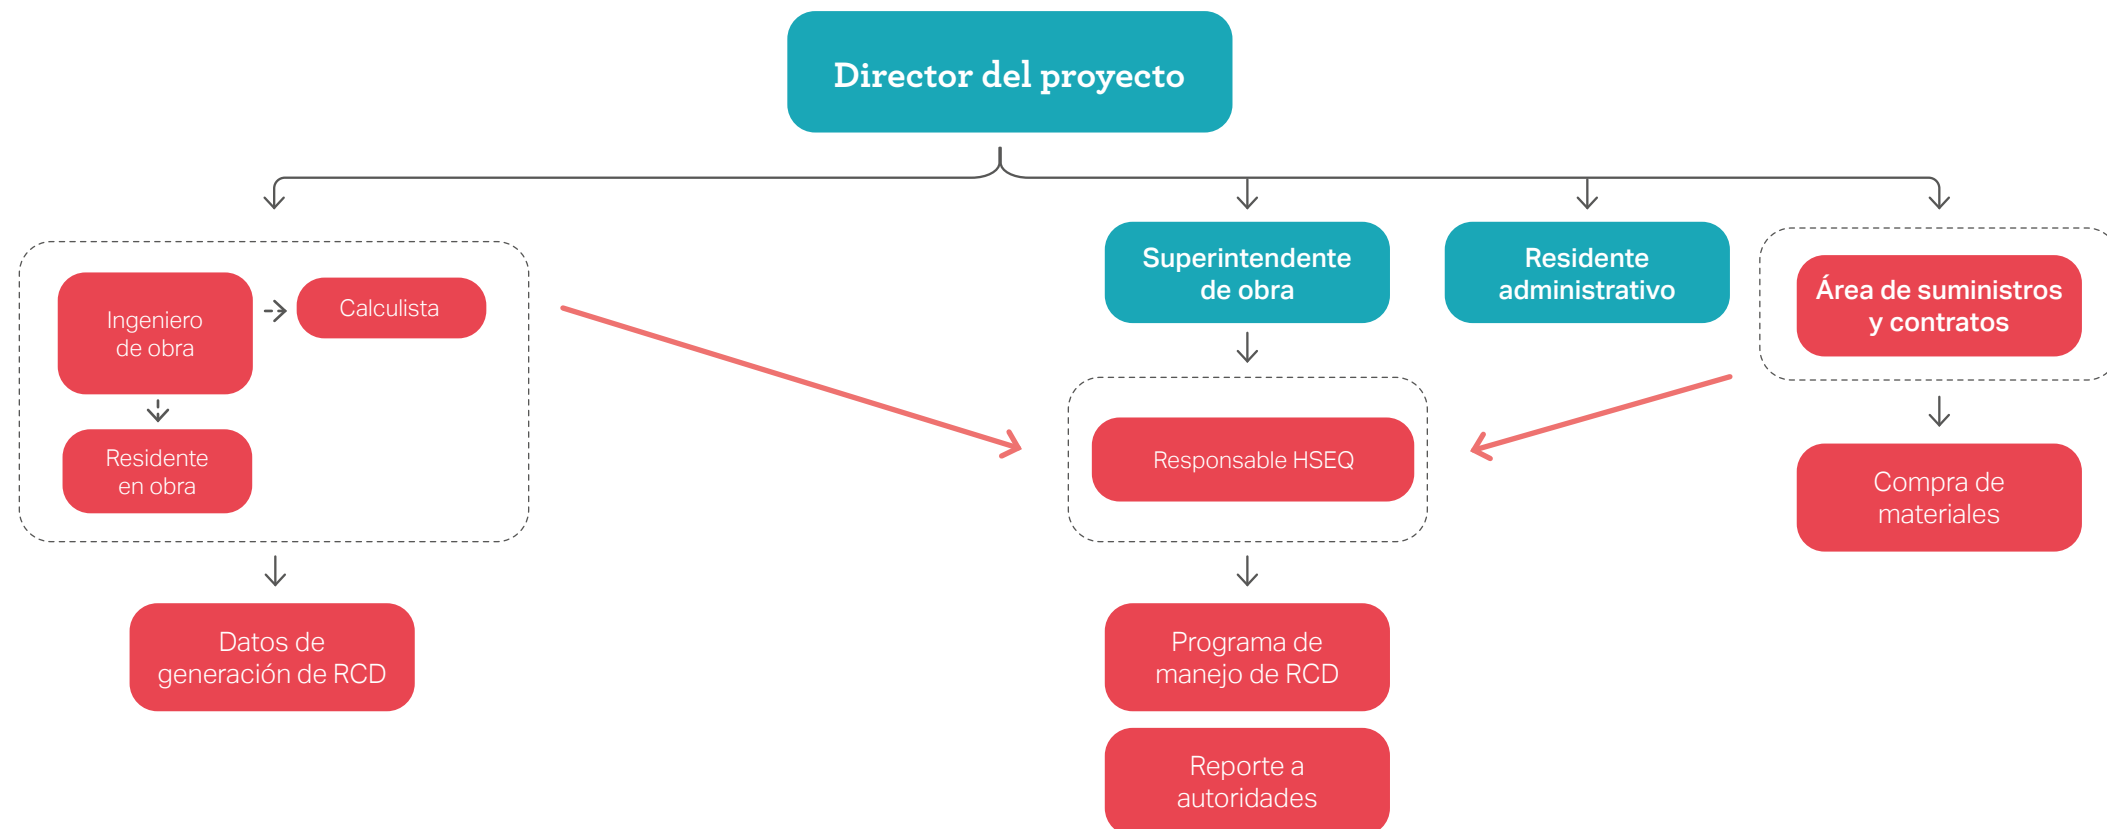 Director del proyecto
Ingeniero
de obra
Calculista
Residente
en obra
Datos de
generación de RCD
Superintendente
de obra
Responsable HSEQ
Programa de
manejo de RCD
Reporte a
autoridades
Residente
administrativo
Área de suministros
y contratos
Compra de
materiales